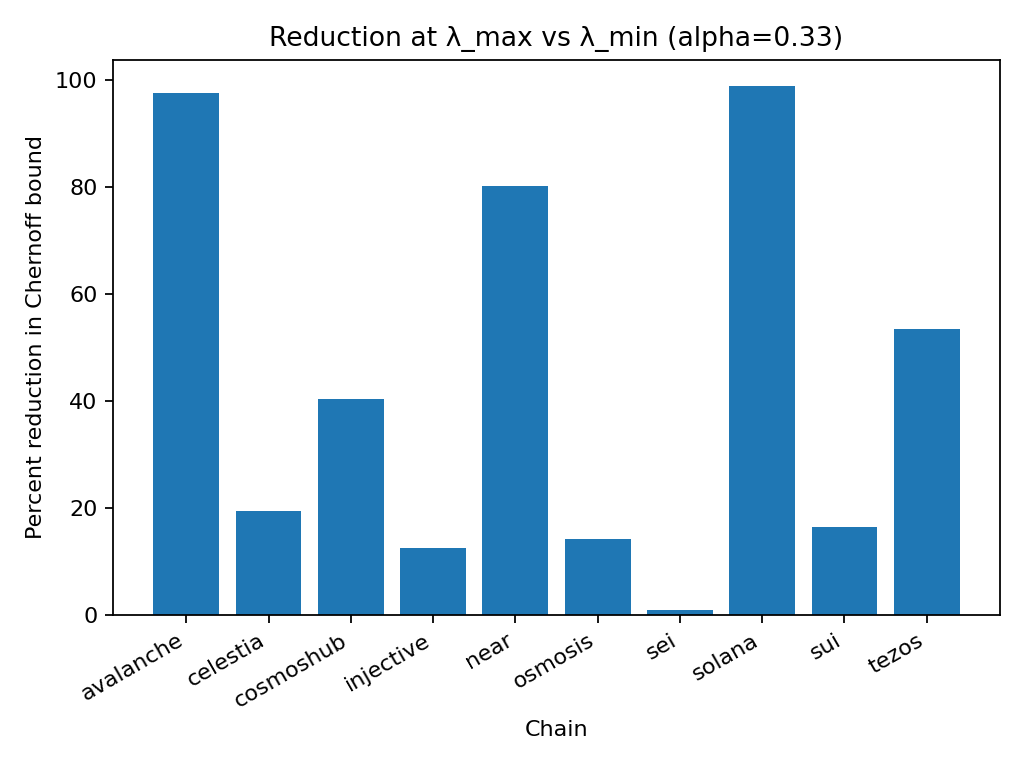 Reduction at λ_max vs λ_min (alpha=0.33)
Percent reduction in Chernoff bound
100
80
60
40
20
0
avalanche
celestia
cosmoshub
injective
near
osmosis
sei
solana
sui
tezos
Chain